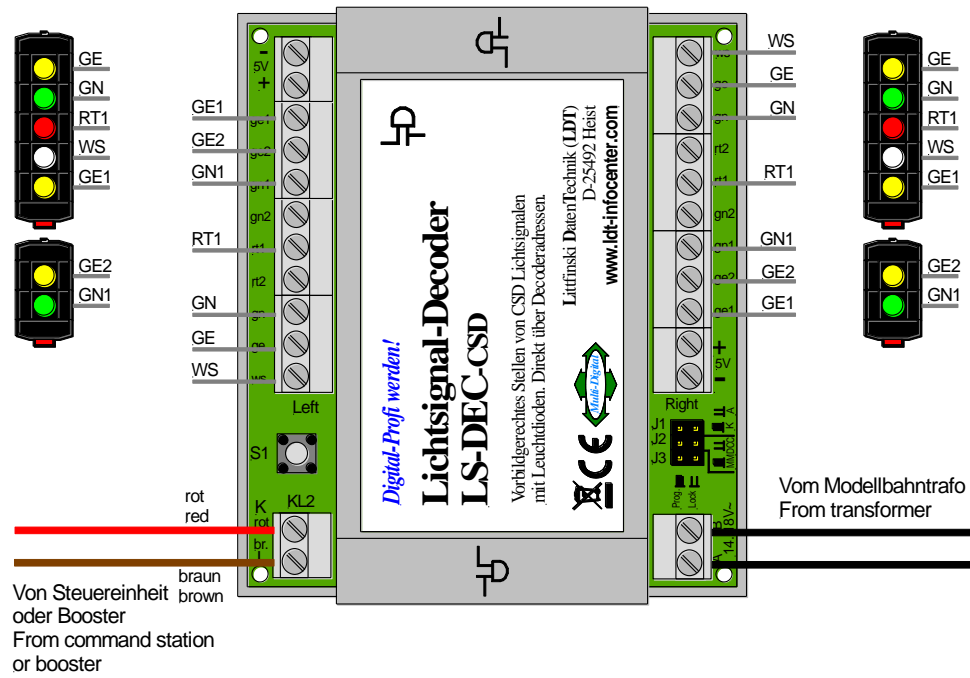 GE
GN
RT1
WS
GE1
GE2
GN1
GE1
GE2
GN1
RT1
GN
GE
WS
-
5V
+
ge1
ge2
gn1
gn2
rt1
rt2
gn
ge
ws
Left
S1
K
KL2
rot
br.
rot
red
braun
brown
Von Steuereinheit
oder Booster
From command station
or booster
Digital-Profi werden!
Lichtsignal-Decoder
LS-DEC-CSD
Vorbildgerechtes Stellen von CSD Lichtsignalen
mit Leuchtdioden. Direkt über Decoderadressen.
Multi-Digital
CE
Littfinski DatenTechnik (LDT)
D-25492 Heist
www.ldt-infocenter.com
ws
ge
gn
rt2
rt1
gn2
gn1
ge2
ge1
+
5V
-
Right
J1
J2
J3
K A
MM DCC
Prog.
Lock
B
A
14..18V~
WS
GE
GN
RT1
GN1
GE2
GE1
GE
GN
RT1
WS
GE1
GE2
GN1
Vom Modellbahntrafo
From transformer